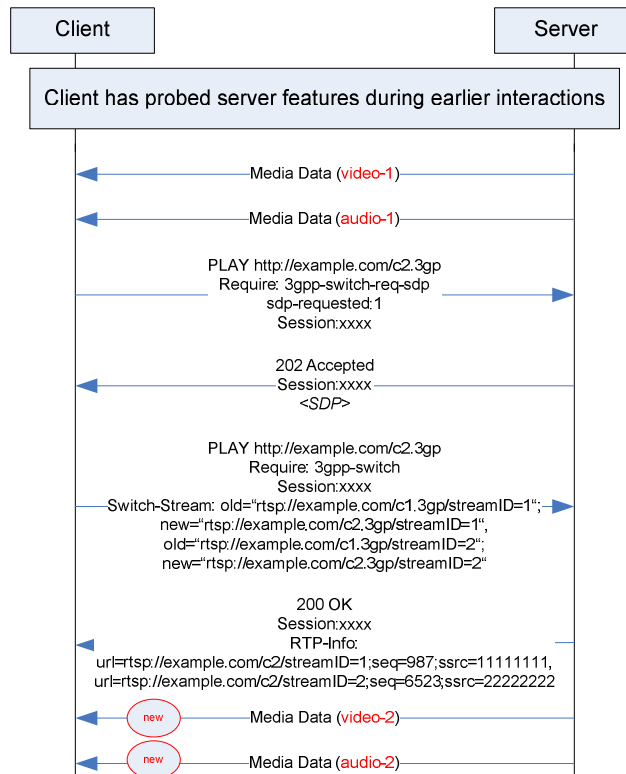 Client
Server
Client has probed server features during earlier interactions
Media Data (video-1)
Media Data (audio-1)
PLAY http://example.com/c2.3gp
Require: 3gpp-switch-req-sdp
sdp-requested:1
Session:xxxx
202 Accepted
Session:xxxx
<SDP>
PLAY http://example.com/c2.3gp
Require: 3gpp-switch
Session:xxxx
Switch-Stream: old=“rtsp://example.com/c1.3gp/streamID=1“;
new=“rtsp://example.com/c2.3gp/streamID=1“,
old=“rtsp://example.com/c1.3gp/streamID=2“;
new=“rtsp://example.com/c2.3gp/streamID=2“
200 OK
Session:xxxx
RTP-Info:
url=rtsp://example.com/c2/streamID=1;seq=987;ssrc=11111111,
url=rtsp://example.com/c2/streamID=2;seq=6523;ssrc=22222222
new
Media Data (video-2)
new
Media Data (audio-2)